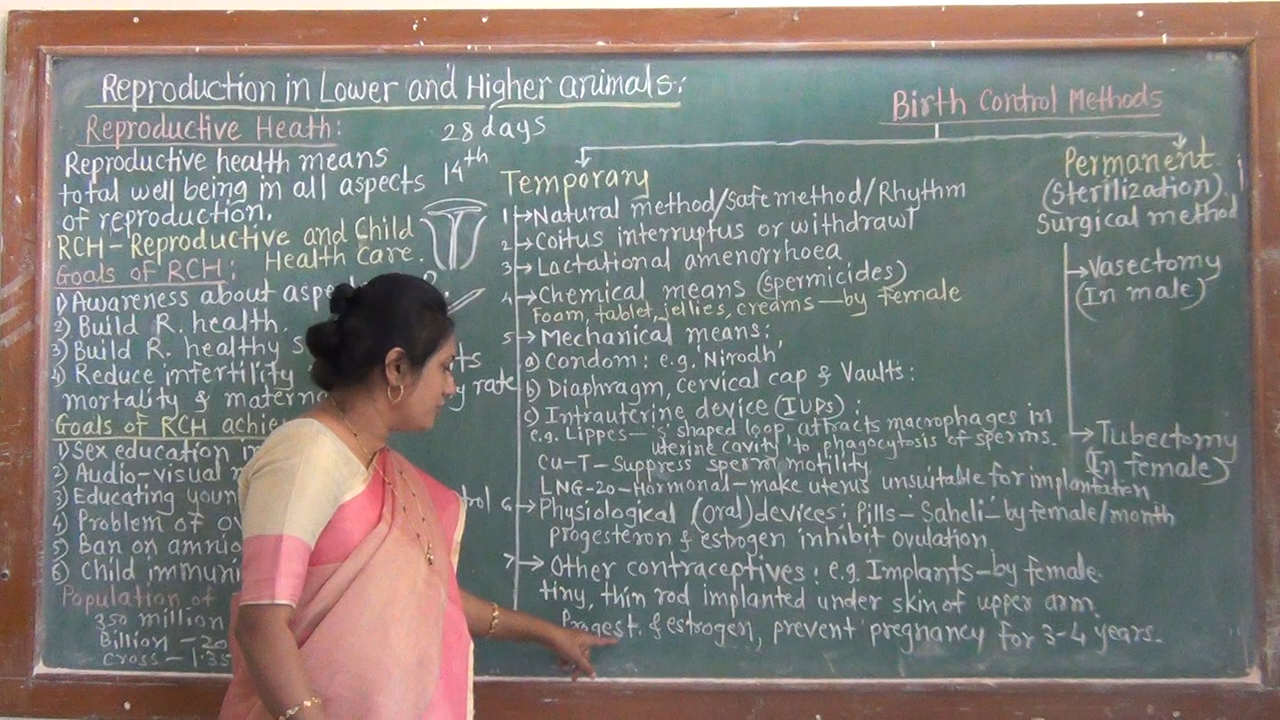 Reproduction in Lower and Higher animals:
Reproductive Heath:
28 days
14th
Reproductive health means
total well being in all aspects
of reproduction.
RCH - Reproductive and Child
Health Care.
Goals of RCH:
1) Awareness about
2) Build R. health.
3) Build R. healthy
4) Reduce infertility
mortality & rate
Goals of RCH
1) Sex education
2) Audio-visual
3) Educating
4) Problem of
5) Ban on
6) Child
Population of
350 million
Billion - 20
Cross - 1.35
Birth Control Methods
Temporary
1 → Natural method/Safe method/Rhythm
2 → Coitus interruptus or withdrawl
3 → Lactational amenorrhoea
4 → Chemical means (spermicides)
Foam, tablet, jellies, creams — by female
5 → Mechanical means:
a) Condom: e.g. 'Nirodh'
b) Diaphragm, cervical cap & Vaults:
c) Intrauterine device (IUDs):
e.g. Lippes - 's' shaped loop attracts macrophages in
uterine cavity to phagocytosis of sperms.
Cu-T - Suppress sperm motility
LNG-20 - Hormonal - make uterus unsuitable for implantation
6 → Physiological (oral) devices: Pills - Saheli - by female/month
Progesteron & estrogen inhibit ovulation
7 → Other contraceptives: e.g. Implants - by female.
tiny, thin rod implanted under skin of upper arm.
Progest. & estrogen, prevent pregnancy for 3-4 years.
Permanent
(Sterilization)
Surgical method
→ Vasectomy
(In male)
→ Tubectomy
(In female)